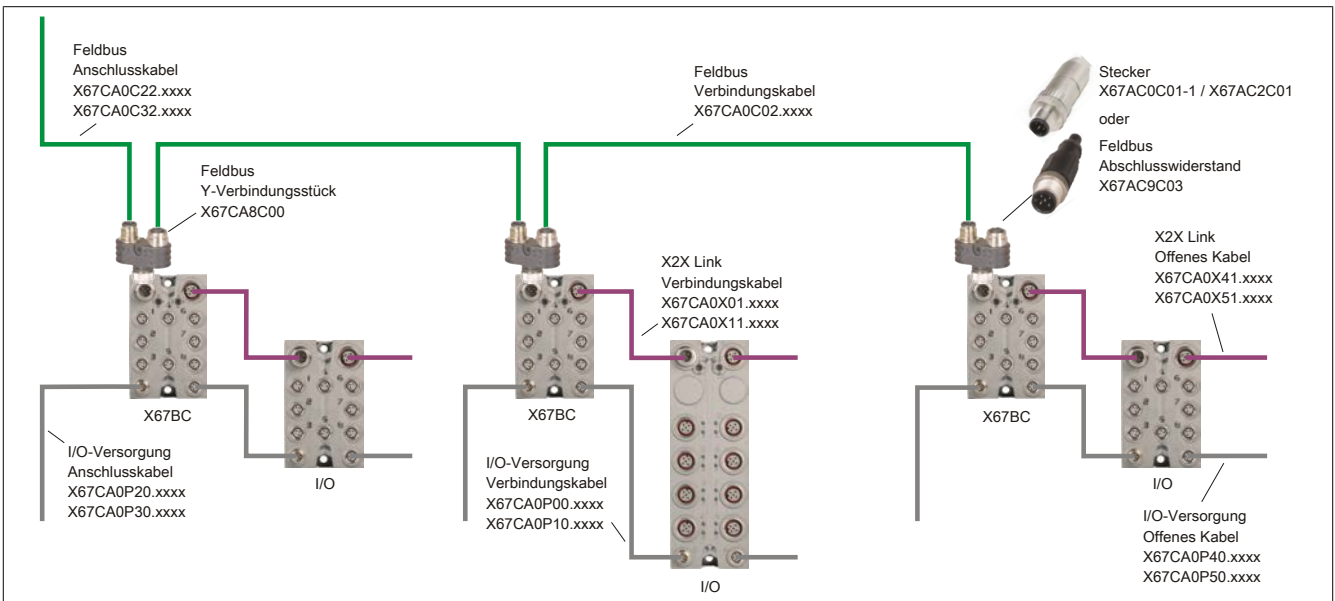 Feldbus
Anschlusskabel
X67CA0C22.xxxx
X67CA0C32.xxxx
Feldbus
Y-Verbindungsstück
X67CA8C00
Feldbus
Verbindungskabel
X67CA0C02.xxxx
Stecker
X67AC0C01-1 / X67AC2C01
oder
Feldbus
Abschlusswiderstand
X67AC9C03
X2X Link
Verbindungskabel
X67CA0X01.xxxx
X67CA0X11.xxxx
X2X Link
Offenes Kabel
X67CA0X41.xxxx
X67CA0X51.xxxx
X67BC
X67BC
X67BC
I/O-Versorgung
Anschlusskabel
X67CA0P20.xxxx
X67CA0P30.xxxx
I/O
I/O-Versorgung
Verbindungskabel
X67CA0P00.xxxx
X67CA0P10.xxxx
I/O
I/O
I/O-Versorgung
Offenes Kabel
X67CA0P40.xxxx
X67CA0P50.xxxx